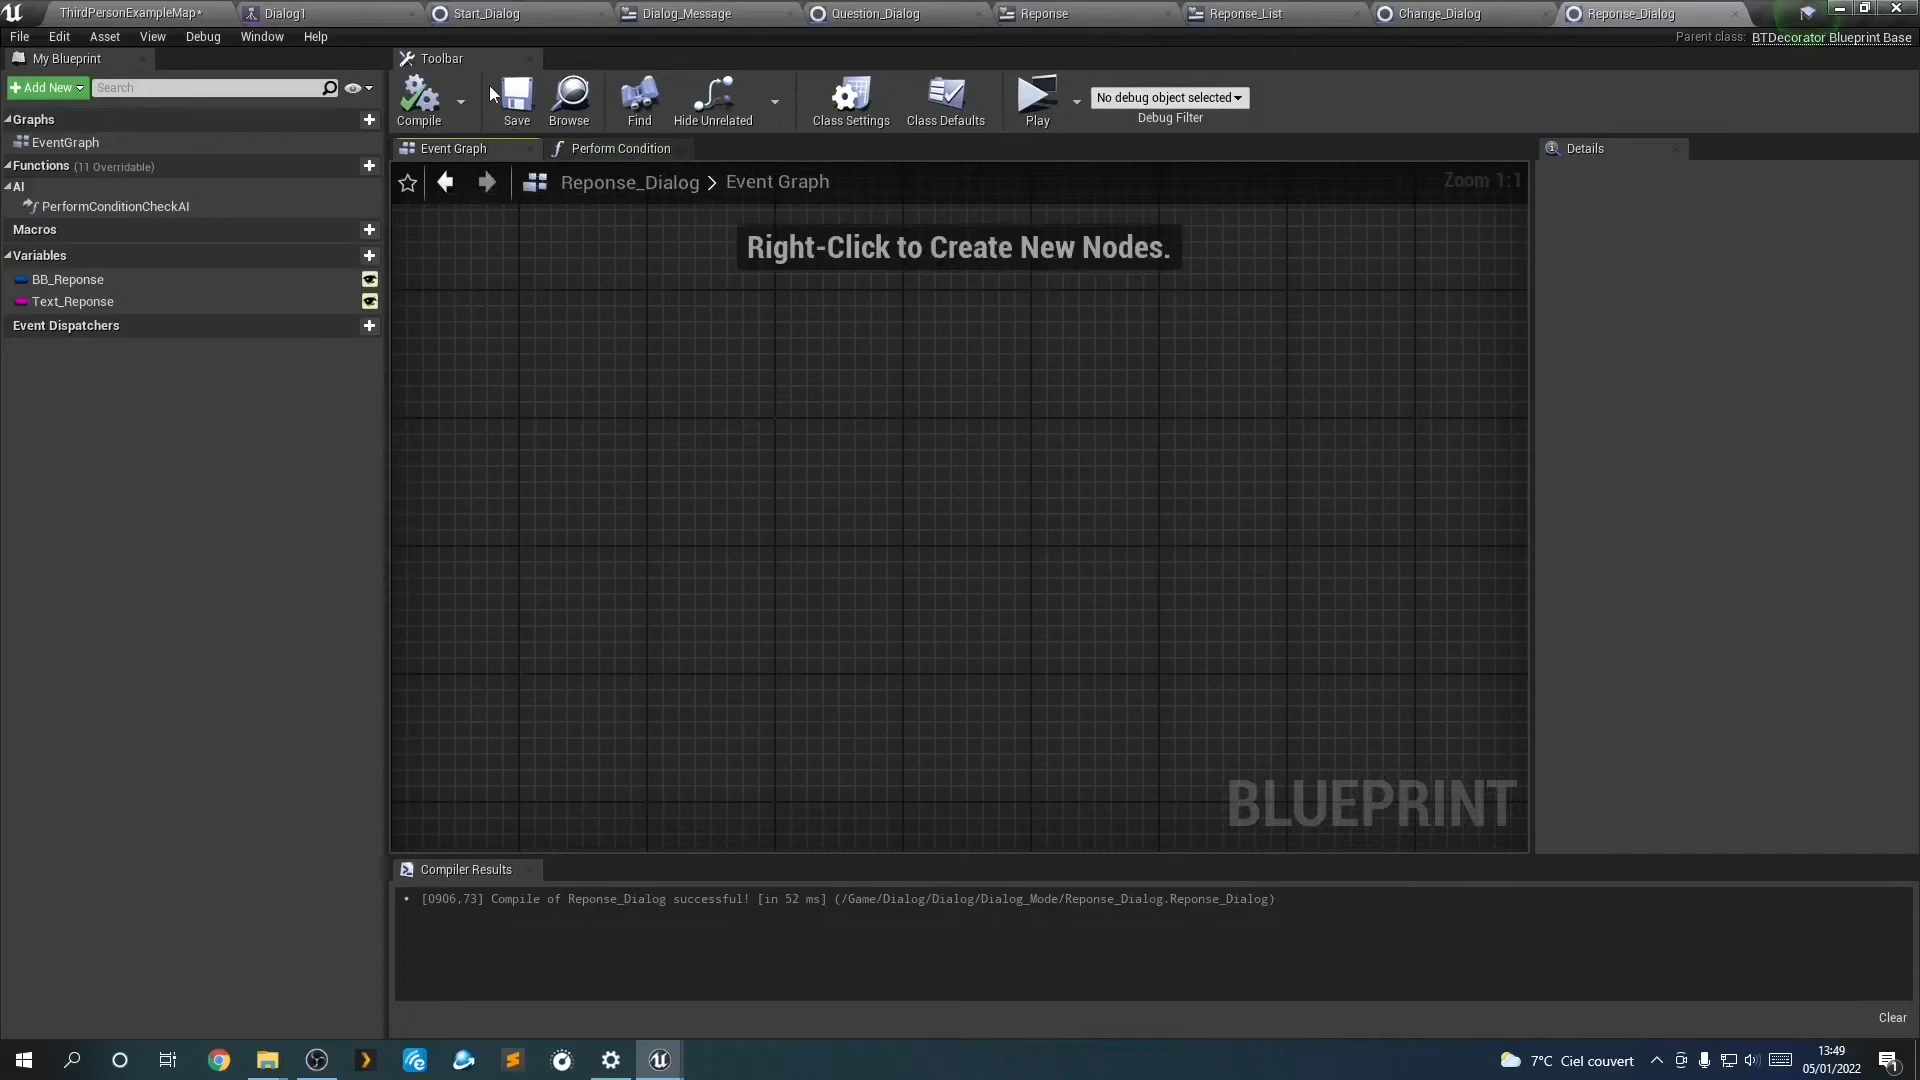 ThirdPersonExampleMap* Dialog1 Start_Dialog Dialog_Message Question_Dialog Reponse Reponse_List Change_Dialog Reponse_Dialog
File Edit Asset View Debug Window Help Parent class: BTDecorator Blueprint Base
My Blueprint Toolbar
Add New Search
Compile Save Browse Find Hide Unrelated Class Settings Class Defaults Play No debug object selected
Debug Filter
Graphs
EventGraph
Event Graph Perform Condition Details
Functions (11 Overridable)
AI
PerformConditionCheckAI
Reponse_Dialog > Event Graph Zoom 1:1
Macros
Right-Click to Create New Nodes.
Variables
BB_Reponse
Text_Reponse
Event Dispatchers
BLUEPRINT
Compiler Results
[0906,73] Compile of Reponse_Dialog successful! [in 52 ms] (/Game/Dialog/Dialog/Dialog_Mode/Reponse_Dialog.Reponse_Dialog)
Clear
7°C Ciel couvert 13:49
05/01/2022 1